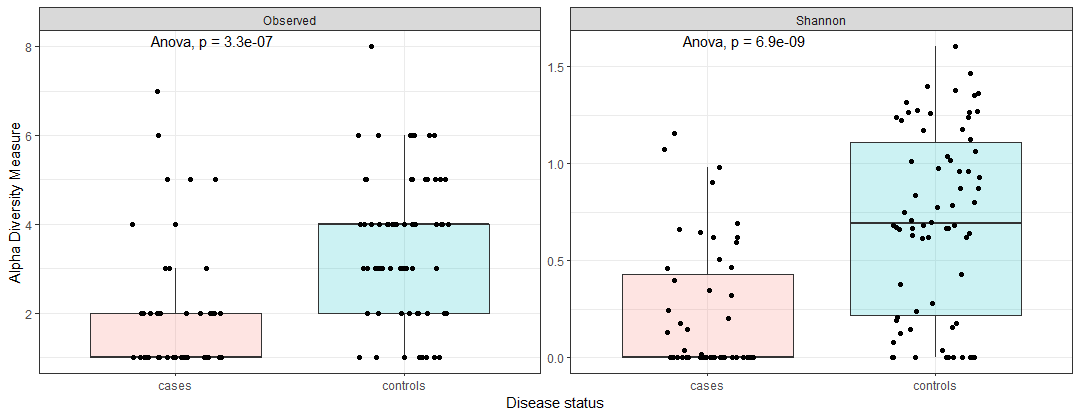 Observed
Shannon
Alpha Diversity Measure
8
6
4
2
Anova, p = 3.3e-07
cases
controls
1.5
1.0
0.5
0.0
Anova, p = 6.9e-09
cases
controls
Disease status